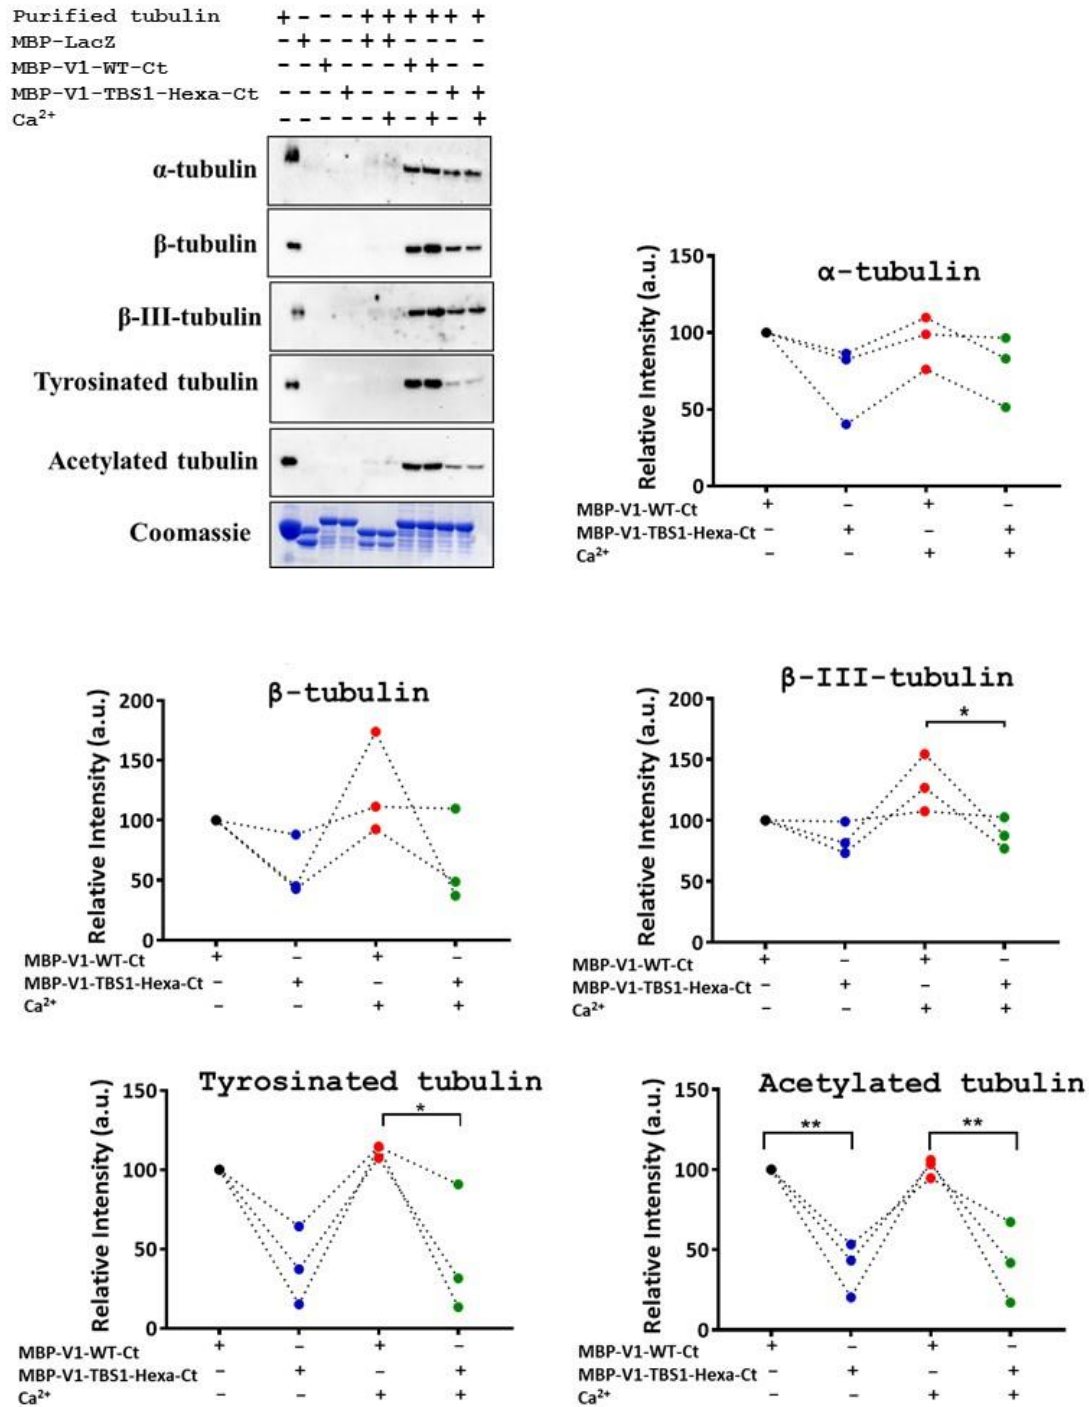 Purified tubulin + - - - + + + + + +
MBP-LacZ - + - - + + - - - -
MBP-V1-WT-Ct - - + - - - + + - -
MBP-V1-TBS1-Hexa-Ct - - - + - - - - + +
Ca²⁺ - - - - - + - + - +
α-tubulin
β-tubulin
β-III-tubulin
Tyrosinated tubulin
Acetylated tubulin
Coomassie
α-tubulin
Relative Intensity (a.u.)
150
100
50
0
MBP-V1-WT-Ct + – + –
MBP-V1-TBS1-Hexa-Ct – + – +
Ca²⁺ – – + +
β-tubulin
Relative Intensity (a.u.)
200
150
100
50
0
MBP-V1-WT-Ct + – + –
MBP-V1-TBS1-Hexa-Ct – + – +
Ca²⁺ – – + +
β-III-tubulin
*
Relative Intensity (a.u.)
200
150
100
50
0
MBP-V1-WT-Ct + – + –
MBP-V1-TBS1-Hexa-Ct – + – +
Ca²⁺ – – + +
Tyrosinated tubulin
*
Relative Intensity (a.u.)
150
100
50
0
MBP-V1-WT-Ct + – + –
MBP-V1-TBS1-Hexa-Ct – + – +
Ca²⁺ – – + +
Acetylated tubulin
** **
Relative Intensity (a.u.)
150
100
50
0
MBP-V1-WT-Ct + – + –
MBP-V1-TBS1-Hexa-Ct – + – +
Ca²⁺ – – + +